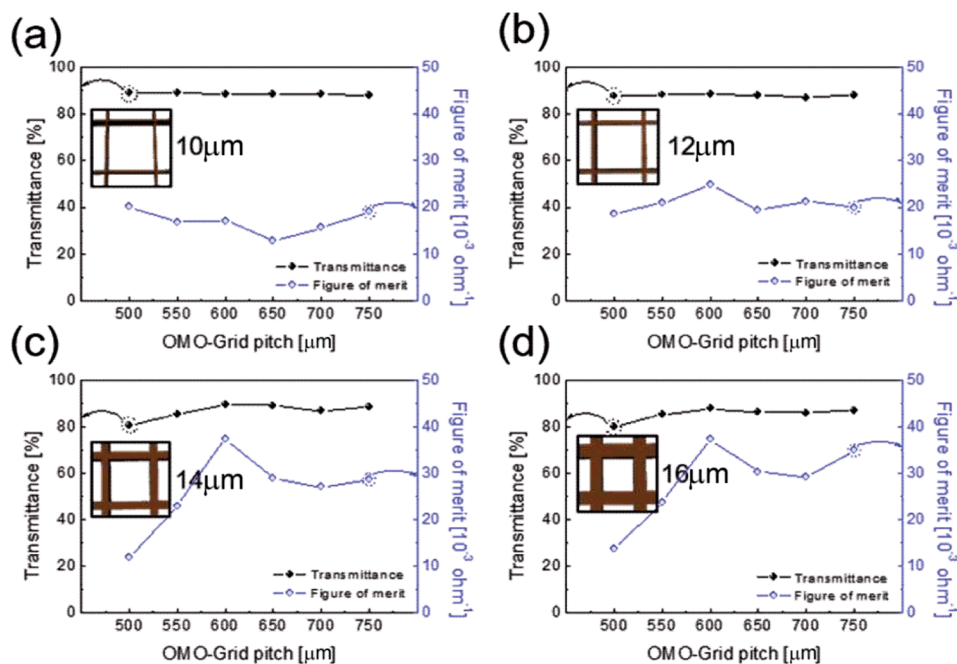 (a)
100
80
60
40
20
0
50
40
30
20
10
0
Transmittance [%]
Figure of merit [10⁻³ ohm⁻¹]
10μm
Transmittance
Figure of merit
500 550 600 650 700 750
OMO-Grid pitch [μm]
(b)
100
80
60
40
20
0
50
40
30
20
10
0
Transmittance [%]
Figure of merit [10⁻³ ohm⁻¹]
12μm
Transmittance
Figure of merit
500 550 600 650 700 750
OMO-Grid pitch [μm]
(c)
100
80
60
40
20
0
50
40
30
20
10
0
Transmittance [%]
Figure of merit [10⁻³ ohm⁻¹]
14μm
Transmittance
Figure of merit
500 550 600 650 700 750
OMO-Grid pitch [μm]
(d)
100
80
60
40
20
0
50
40
30
20
10
0
Transmittance [%]
Figure of merit [10⁻³ ohm⁻¹]
16μm
Transmittance
Figure of merit
500 550 600 650 700 750
OMO-Grid pitch [μm]